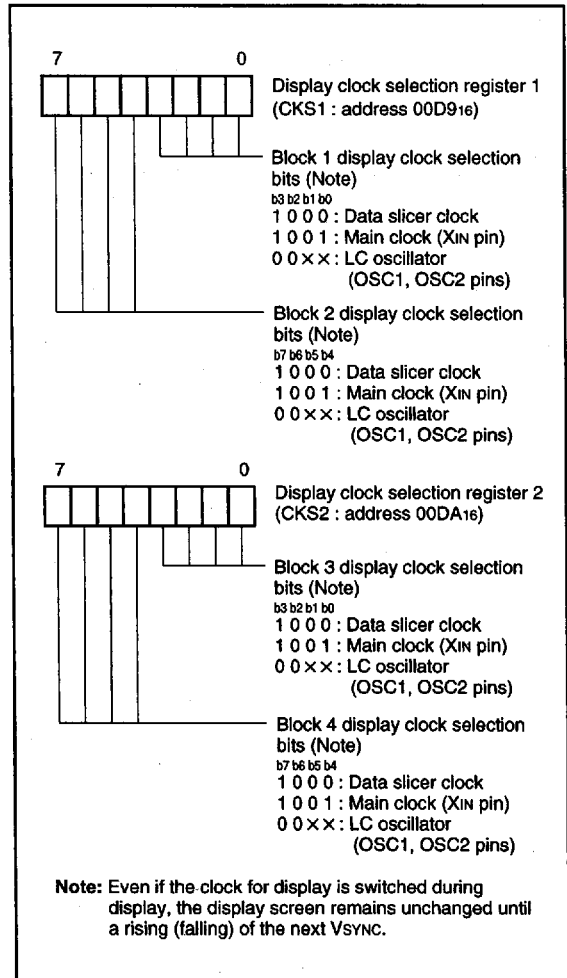 7 0
Display clock selection register 1
(CKS1 : address 00D916)
Block 1 display clock selection
bits (Note)
b3 b2 b1 b0
1 0 0 0 : Data slicer clock
1 0 0 1 : Main clock (XIN pin)
0 0 × × : LC oscillator
(OSC1, OSC2 pins)
Block 2 display clock selection
bits (Note)
b7 b6 b5 b4
1 0 0 0 : Data slicer clock
1 0 0 1 : Main clock (XIN pin)
0 0 × × : LC oscillator
(OSC1, OSC2 pins)
7 0
Display clock selection register 2
(CKS2 : address 00DA16)
Block 3 display clock selection
bits (Note)
b3 b2 b1 b0
1 0 0 0 : Data slicer clock
1 0 0 1 : Main clock (XIN pin)
0 0 × × : LC oscillator
(OSC1, OSC2 pins)
Block 4 display clock selection
bits (Note)
b7 b6 b5 b4
1 0 0 0 : Data slicer clock
1 0 0 1 : Main clock (XIN pin)
0 0 × × : LC oscillator
(OSC1, OSC2 pins)
Note: Even if the clock for display is switched during
display, the display screen remains unchanged until
a rising (falling) of the next VSYNC.